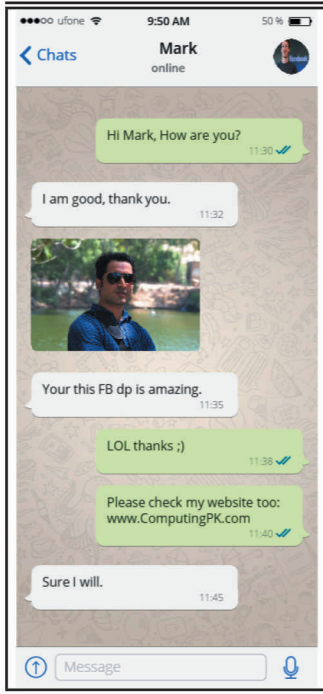 ufone 9:50 AM 50 %
Chats Mark
online
Hi Mark, How are you?
11:30
I am good, thank you.
11:32
Your this FB dp is amazing.
11:35
LOL thanks ;)
11:38
Please check my website too:
www.ComputingPK.com
11:40
Sure I will.
11:45
Message